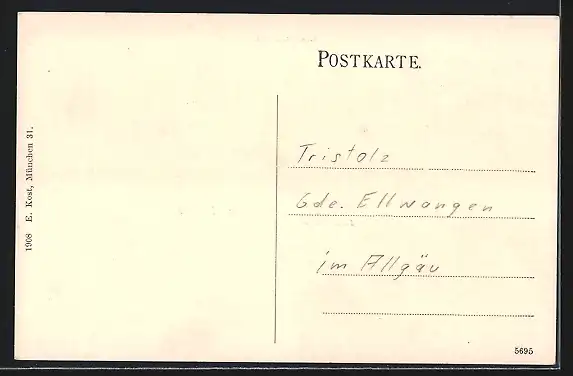 POSTKARTE.
Tristolz
Gde. Ellwangen
im Allgäu
1908 E. Kost, München 31.
5695